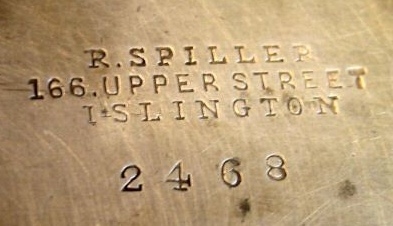 R. SPILLER
166. UPPER STREET
ISLINGTON
2468